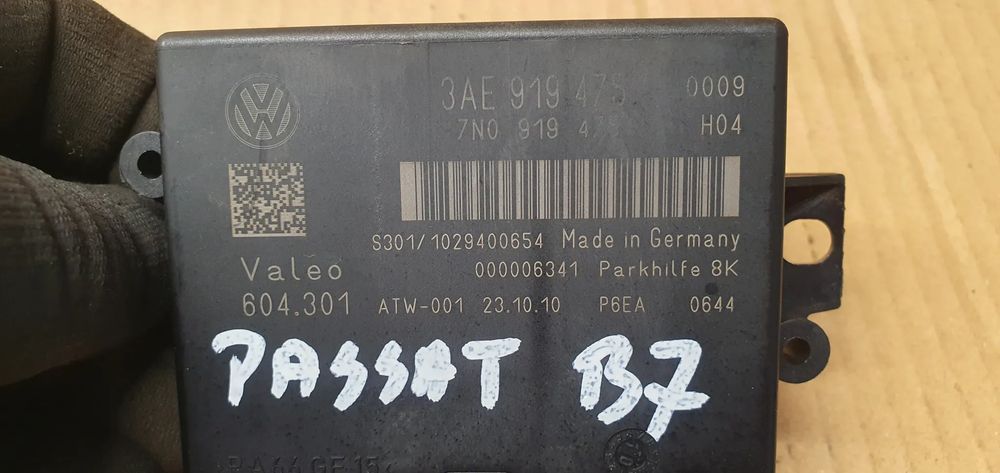 3AE 919 475 0009
7N0 919 475 H04
S301/1029400654 Made in Germany
000006341 Parkhilfe 8K
Valeo
604.301
ATW-001 23.10.10 P6EA 0644
PASSAT B7